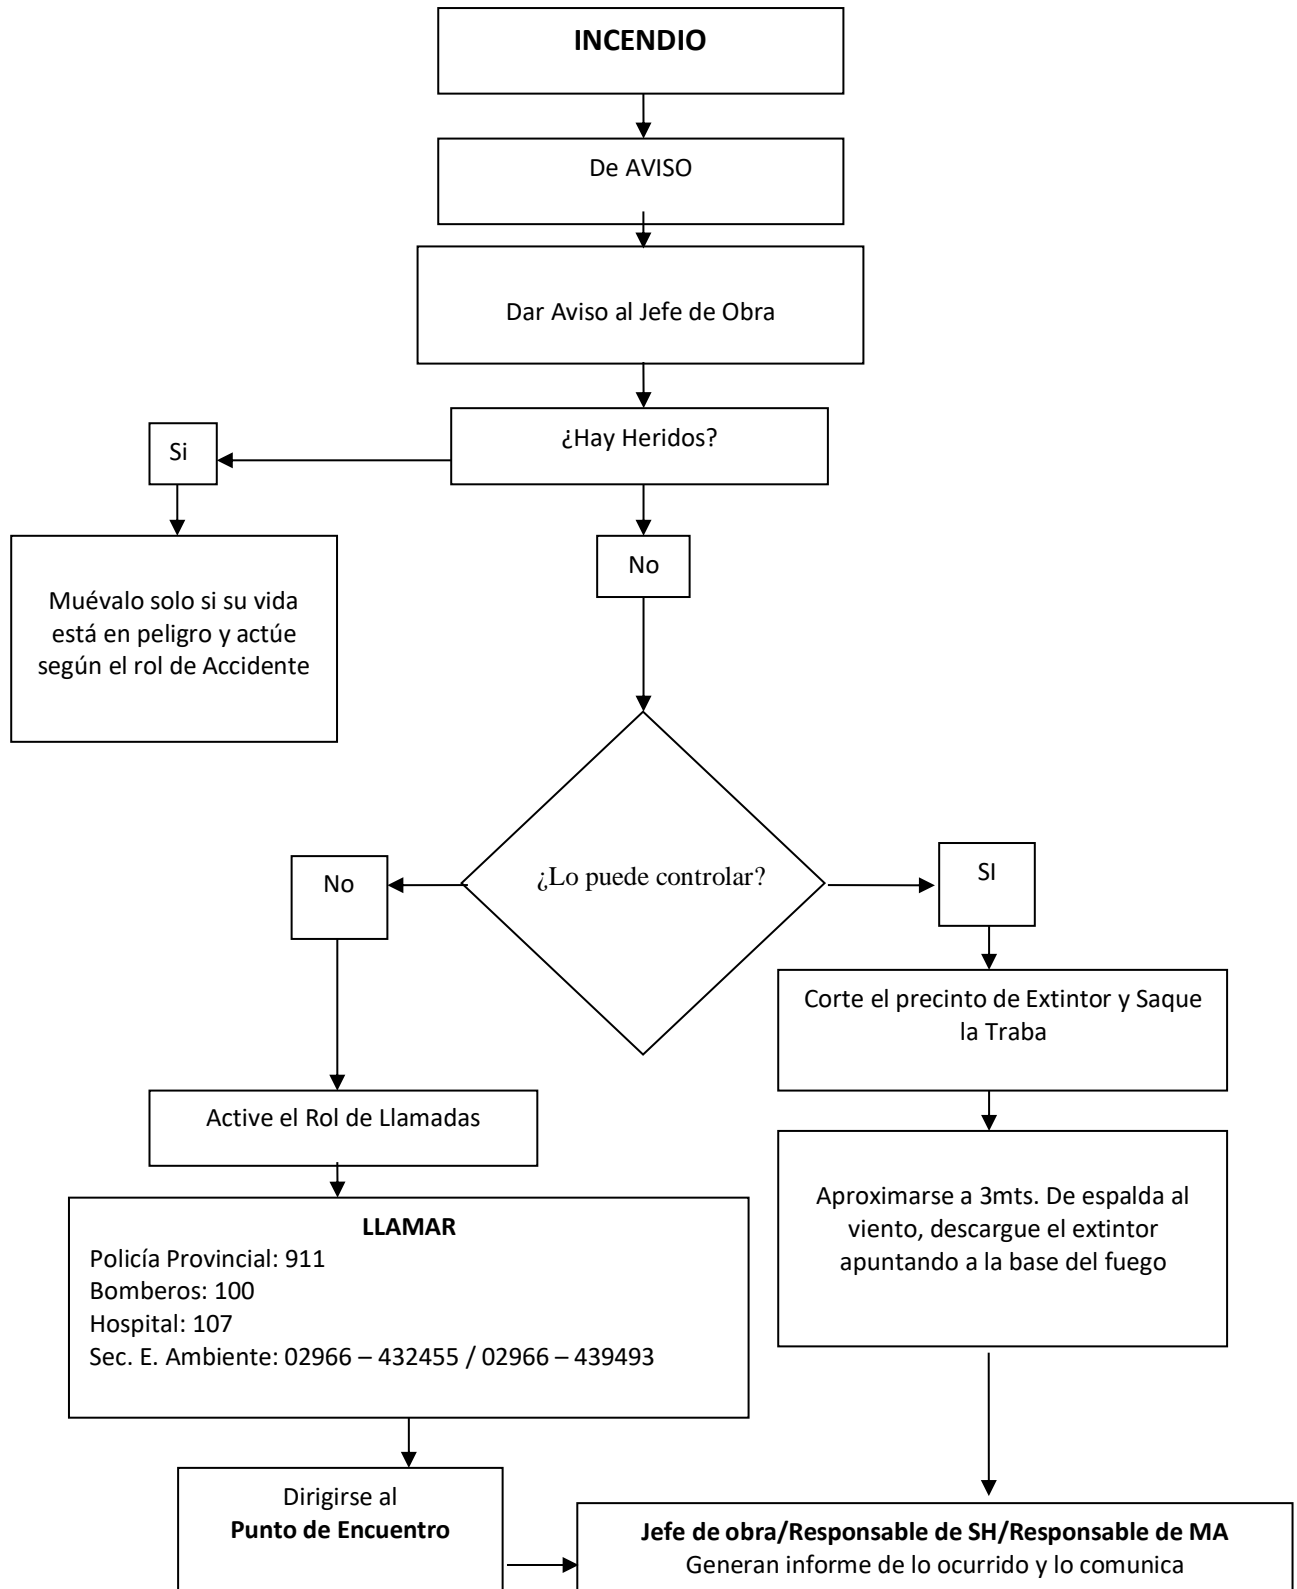 INCENDIO
De AVISO
Dar Aviso al Jefe de Obra
¿Hay Heridos?
Si
No
Muévalo solo si su vida
está en peligro y actúe
según el rol de Accidente
¿Lo puede controlar?
No
SI
Corte el precinto de Extintor y Saque
la Traba
Active el Rol de Llamadas
Aproximarse a 3mts. De espalda al
viento, descargue el extintor
apuntando a la base del fuego
LLAMAR
Policía Provincial: 911
Bomberos: 100
Hospital: 107
Sec. E. Ambiente: 02966 – 432455 / 02966 – 439493
Dirigirse al
Punto de Encuentro
Jefe de obra/Responsable de SH/Responsable de MA
Generan informe de lo ocurrido y lo comunica